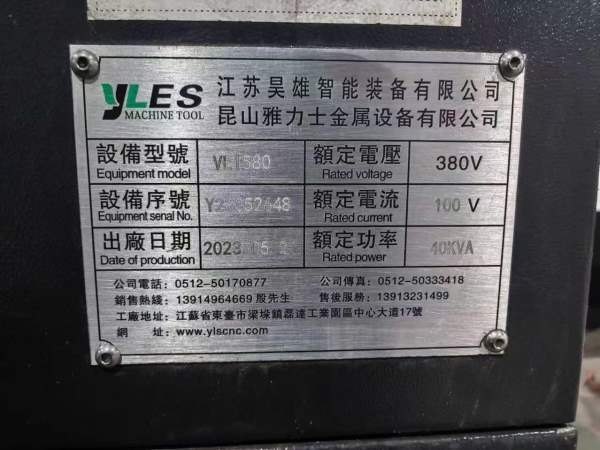 YLES
MACHINE TOOL
江苏昊雄智能装备有限公司
昆山雅力士金属设备有限公司
設備型號
Equipment model
額定電壓
Rated voltage
380V
設備序號
Equipment senal No.
額定電流
Rated current
100 V
出廠日期
Date of production
2023
額定功率
Rated power
40KVA
公司電話: 0512-50170877
公司傳真: 0512-50333418
銷售熱綫: 13914964669 殷先生
售後服務: 13913231499
工廠地址: 江蘇省東臺市梁垛鎮磊達工業園區中心大道17號
網 址: www.ylscnc.com